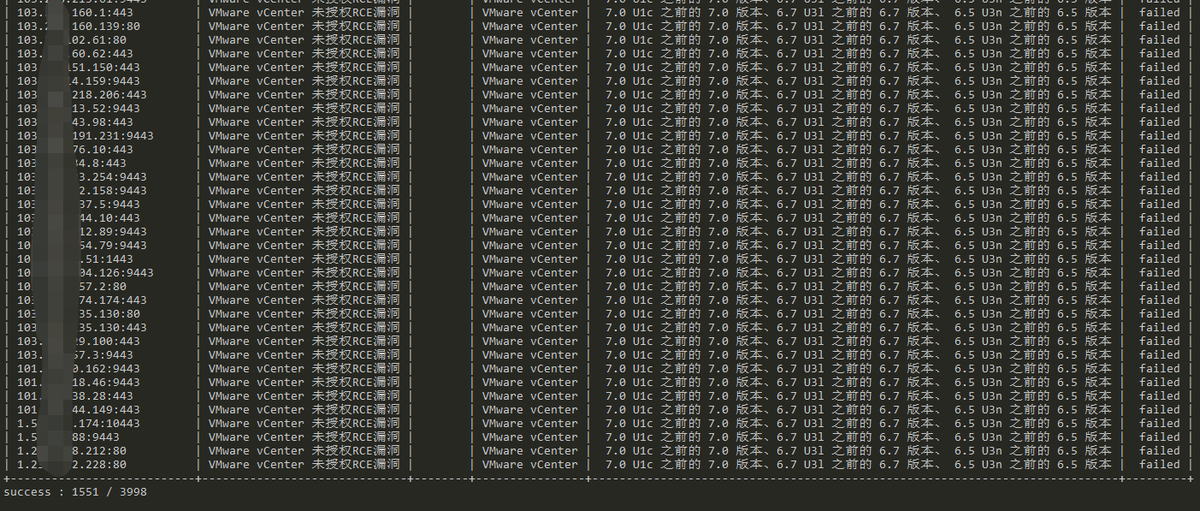 160.1:443 | VMware vCenter 未授权RCE漏洞 | | VMware vCenter | 7.0 U1c 之前的 7.0 版本、6.7 U3l 之前的 6.7 版本、 6.5 U3n 之前的 6.5 版本 | failed |
160.139:80 | VMware vCenter 未授权RCE漏洞 | | VMware vCenter | 7.0 U1c 之前的 7.0 版本、6.7 U3l 之前的 6.7 版本、 6.5 U3n 之前的 6.5 版本 | failed |
103. 02.61:80 | VMware vCenter 未授权RCE漏洞 | | VMware vCenter | 7.0 U1c 之前的 7.0 版本、6.7 U3l 之前的 6.7 版本、 6.5 U3n 之前的 6.5 版本 | failed |
103. 60.62:443 | VMware vCenter 未授权RCE漏洞 | | VMware vCenter | 7.0 U1c 之前的 7.0 版本、6.7 U3l 之前的 6.7 版本、 6.5 U3n 之前的 6.5 版本 | failed |
103 51.150:443 | VMware vCenter 未授权RCE漏洞 | | VMware vCenter | 7.0 U1c 之前的 7.0 版本、6.7 U3l 之前的 6.7 版本、 6.5 U3n 之前的 6.5 版本 | failed |
103 4.159:9443 | VMware vCenter 未授权RCE漏洞 | | VMware vCenter | 7.0 U1c 之前的 7.0 版本、6.7 U3l 之前的 6.7 版本、 6.5 U3n 之前的 6.5 版本 | failed |
103 218.206:443 | VMware vCenter 未授权RCE漏洞 | | VMware vCenter | 7.0 U1c 之前的 7.0 版本、6.7 U3l 之前的 6.7 版本、 6.5 U3n 之前的 6.5 版本 | failed |
103 13.52:9443 | VMware vCenter 未授权RCE漏洞 | | VMware vCenter | 7.0 U1c 之前的 7.0 版本、6.7 U3l 之前的 6.7 版本、 6.5 U3n 之前的 6.5 版本 | failed |
103 43.98:443 | VMware vCenter 未授权RCE漏洞 | | VMware vCenter | 7.0 U1c 之前的 7.0 版本、6.7 U3l 之前的 6.7 版本、 6.5 U3n 之前的 6.5 版本 | failed |
103 191.231:9443 | VMware vCenter 未授权RCE漏洞 | | VMware vCenter | 7.0 U1c 之前的 7.0 版本、6.7 U3l 之前的 6.7 版本、 6.5 U3n 之前的 6.5 版本 | failed |
103 76.10:443 | VMware vCenter 未授权RCE漏洞 | | VMware vCenter | 7.0 U1c 之前的 7.0 版本、6.7 U3l 之前的 6.7 版本、 6.5 U3n 之前的 6.5 版本 | failed |
103 4.8:443 | VMware vCenter 未授权RCE漏洞 | | VMware vCenter | 7.0 U1c 之前的 7.0 版本、6.7 U3l 之前的 6.7 版本、 6.5 U3n 之前的 6.5 版本 | failed |
103 3.254:9443 | VMware vCenter 未授权RCE漏洞 | | VMware vCenter | 7.0 U1c 之前的 7.0 版本、6.7 U3l 之前的 6.7 版本、 6.5 U3n 之前的 6.5 版本 | failed |
103 2.158:9443 | VMware vCenter 未授权RCE漏洞 | | VMware vCenter | 7.0 U1c 之前的 7.0 版本、6.7 U3l 之前的 6.7 版本、 6.5 U3n 之前的 6.5 版本 | failed |
103 37.5:9443 | VMware vCenter 未授权RCE漏洞 | | VMware vCenter | 7.0 U1c 之前的 7.0 版本、6.7 U3l 之前的 6.7 版本、 6.5 U3n 之前的 6.5 版本 | failed |
103 44.10:443 | VMware vCenter 未授权RCE漏洞 | | VMware vCenter | 7.0 U1c 之前的 7.0 版本、6.7 U3l 之前的 6.7 版本、 6.5 U3n 之前的 6.5 版本 | failed |
10 12.89:9443 | VMware vCenter 未授权RCE漏洞 | | VMware vCenter | 7.0 U1c 之前的 7.0 版本、6.7 U3l 之前的 6.7 版本、 6.5 U3n 之前的 6.5 版本 | failed |
10 54.79:9443 | VMware vCenter 未授权RCE漏洞 | | VMware vCenter | 7.0 U1c 之前的 7.0 版本、6.7 U3l 之前的 6.7 版本、 6.5 U3n 之前的 6.5 版本 | failed |
10 .51:1443 | VMware vCenter 未授权RCE漏洞 | | VMware vCenter | 7.0 U1c 之前的 7.0 版本、6.7 U3l 之前的 6.7 版本、 6.5 U3n 之前的 6.5 版本 | failed |
10 04.126:9443 | VMware vCenter 未授权RCE漏洞 | | VMware vCenter | 7.0 U1c 之前的 7.0 版本、6.7 U3l 之前的 6.7 版本、 6.5 U3n 之前的 6.5 版本 | failed |
10 57.2:80 | VMware vCenter 未授权RCE漏洞 | | VMware vCenter | 7.0 U1c 之前的 7.0 版本、6.7 U3l 之前的 6.7 版本、 6.5 U3n 之前的 6.5 版本 | failed |
103 74.174:443 | VMware vCenter 未授权RCE漏洞 | | VMware vCenter | 7.0 U1c 之前的 7.0 版本、6.7 U3l 之前的 6.7 版本、 6.5 U3n 之前的 6.5 版本 | failed |
103 35.130:80 | VMware vCenter 未授权RCE漏洞 | | VMware vCenter | 7.0 U1c 之前的 7.0 版本、6.7 U3l 之前的 6.7 版本、 6.5 U3n 之前的 6.5 版本 | failed |
103 35.130:443 | VMware vCenter 未授权RCE漏洞 | | VMware vCenter | 7.0 U1c 之前的 7.0 版本、6.7 U3l 之前的 6.7 版本、 6.5 U3n 之前的 6.5 版本 | failed |
103. 9.100:443 | VMware vCenter 未授权RCE漏洞 | | VMware vCenter | 7.0 U1c 之前的 7.0 版本、6.7 U3l 之前的 6.7 版本、 6.5 U3n 之前的 6.5 版本 | failed |
103. 7.3:9443 | VMware vCenter 未授权RCE漏洞 | | VMware vCenter | 7.0 U1c 之前的 7.0 版本、6.7 U3l 之前的 6.7 版本、 6.5 U3n 之前的 6.5 版本 | failed |
101. 0.162:9443 | VMware vCenter 未授权RCE漏洞 | | VMware vCenter | 7.0 U1c 之前的 7.0 版本、6.7 U3l 之前的 6.7 版本、 6.5 U3n 之前的 6.5 版本 | failed |
101. 18.46:9443 | VMware vCenter 未授权RCE漏洞 | | VMware vCenter | 7.0 U1c 之前的 7.0 版本、6.7 U3l 之前的 6.7 版本、 6.5 U3n 之前的 6.5 版本 | failed |
101 38.28:443 | VMware vCenter 未授权RCE漏洞 | | VMware vCenter | 7.0 U1c 之前的 7.0 版本、6.7 U3l 之前的 6.7 版本、 6.5 U3n 之前的 6.5 版本 | failed |
101 44.149:443 | VMware vCenter 未授权RCE漏洞 | | VMware vCenter | 7.0 U1c 之前的 7.0 版本、6.7 U3l 之前的 6.7 版本、 6.5 U3n 之前的 6.5 版本 | failed |
1.5 .174:10443 | VMware vCenter 未授权RCE漏洞 | | VMware vCenter | 7.0 U1c 之前的 7.0 版本、6.7 U3l 之前的 6.7 版本、 6.5 U3n 之前的 6.5 版本 | failed |
1.5 88:9443 | VMware vCenter 未授权RCE漏洞 | | VMware vCenter | 7.0 U1c 之前的 7.0 版本、6.7 U3l 之前的 6.7 版本、 6.5 U3n 之前的 6.5 版本 | failed |
1.2 8.212:80 | VMware vCenter 未授权RCE漏洞 | | VMware vCenter | 7.0 U1c 之前的 7.0 版本、6.7 U3l 之前的 6.7 版本、 6.5 U3n 之前的 6.5 版本 | failed |
1.2 2.228:80 | VMware vCenter 未授权RCE漏洞 | | VMware vCenter | 7.0 U1c 之前的 7.0 版本、6.7 U3l 之前的 6.7 版本、 6.5 U3n 之前的 6.5 版本 | failed |
success : 1551 / 3998